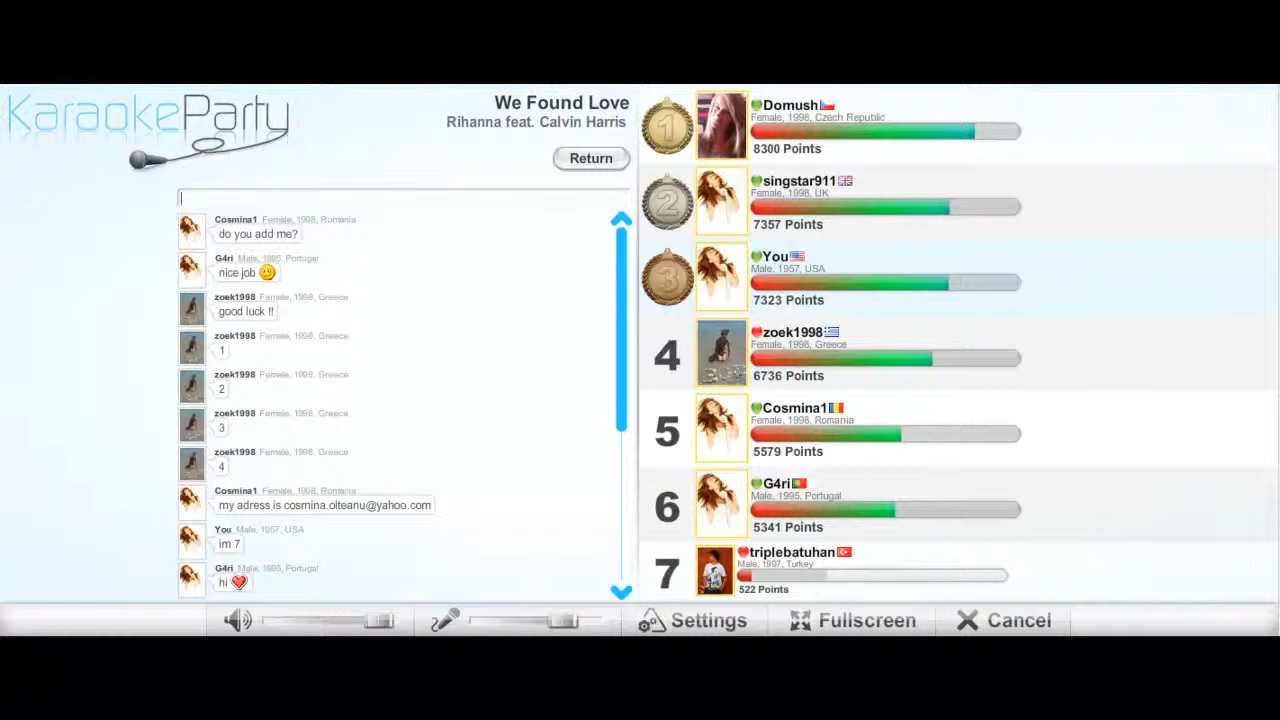 KaraokeParty
We Found Love
Rihanna feat. Calvin Harris
Return
Cosmina1 Female, 1998, Romania
do you add me?
G4ri Male, 1995, Portugal
nice job
zoek1998 Female, 1998, Greece
good luck !!
zoek1998 Female, 1998, Greece
1
zoek1998 Female, 1998, Greece
2
zoek1998 Female, 1998, Greece
3
zoek1998 Female, 1998, Greece
4
Cosmina1 Female, 1998, Romania
my adress is cosmina.olteanu@yahoo.com
You Male, 1957, USA
im 7
G4ri Male, 1995, Portugal
hi
1
Domush
Female, 1998, Czech Republic
8300 Points
2
singstar911
Female, 1998, UK
7357 Points
3
You
Male, 1957, USA
7323 Points
4
zoek1998
Female, 1998, Greece
6736 Points
5
Cosmina1
Female, 1998, Romania
5579 Points
6
G4ri
Male, 1995, Portugal
5341 Points
7
triplebatuhan
Male, 1997, Turkey
522 Points
Settings
Fullscreen
Cancel